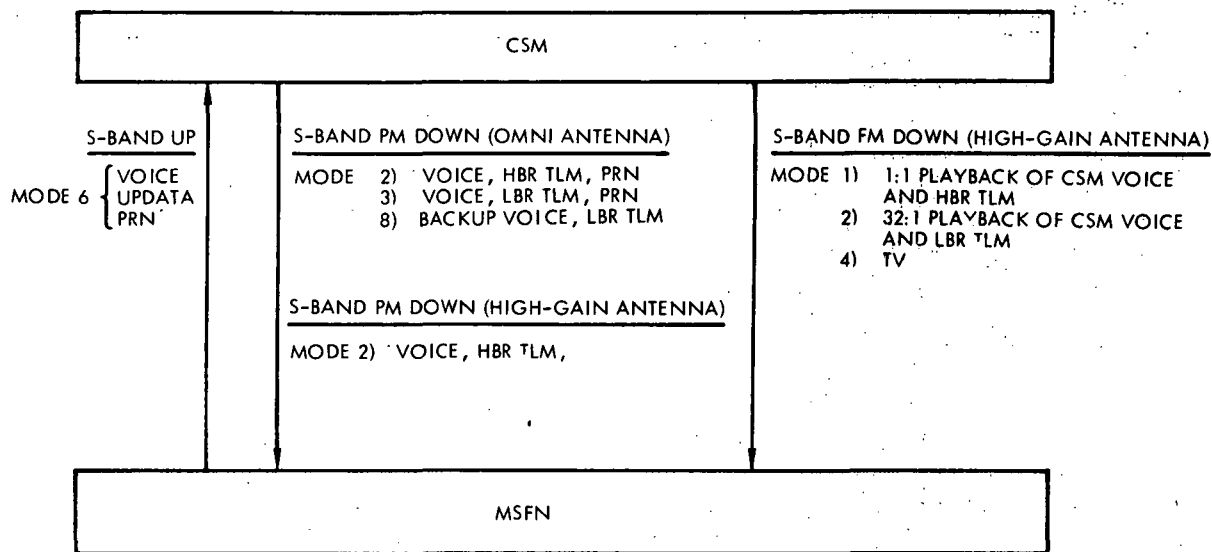 CSM
S-BAND UP
MODE 6
VOICE
UPDATA
PRN
S-BAND PM DOWN (OMNI ANTENNA)
MODE 2) VOICE, HBR TLM, PRN
3) VOICE, LBR TLM, PRN
8) BACKUP VOICE, LBR TLM
S-BAND PM DOWN (HIGH-GAIN ANTENNA)
MODE 2) VOICE, HBR TLM,
S-BAND FM DOWN (HIGH-GAIN ANTENNA)
MODE 1) 1:1 PLAYBACK OF CSM VOICE
AND HBR TLM
2) 32:1 PLAYBACK OF CSM VOICE
AND LBR TLM
4) TV
MSFN